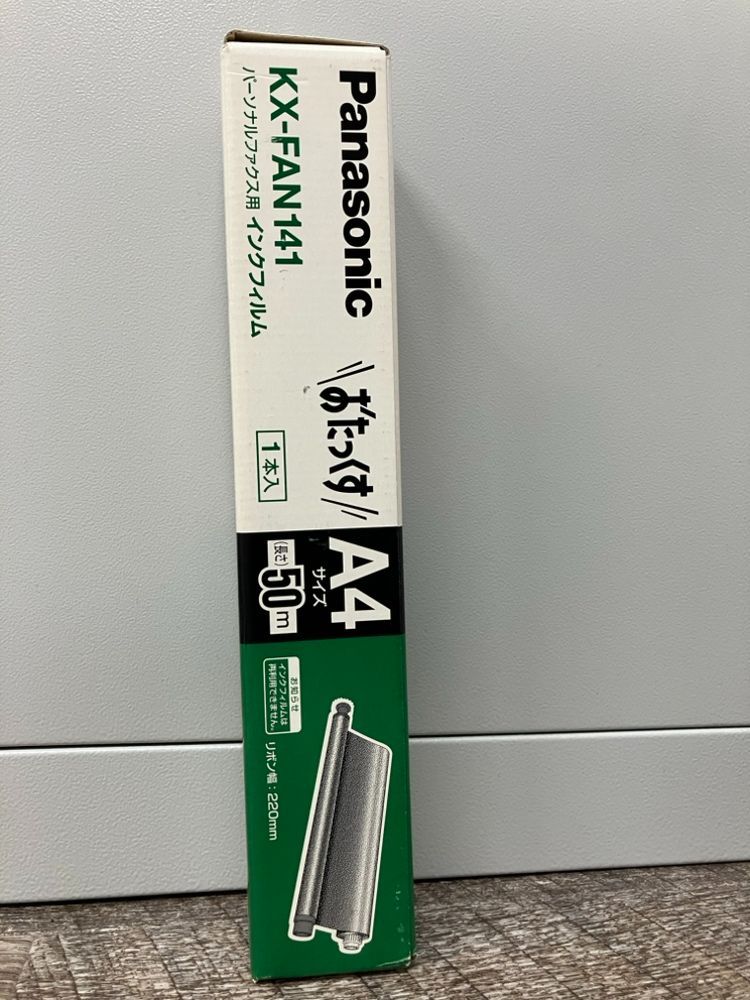 Panasonic
KX-FAN141
パーソナルファクス用 インクフィルム
おたっくす
1本入
A4
サイズ
(長さ)50m
お知らせ
インクフィルムは
再利用できません。
リボン幅：220mm